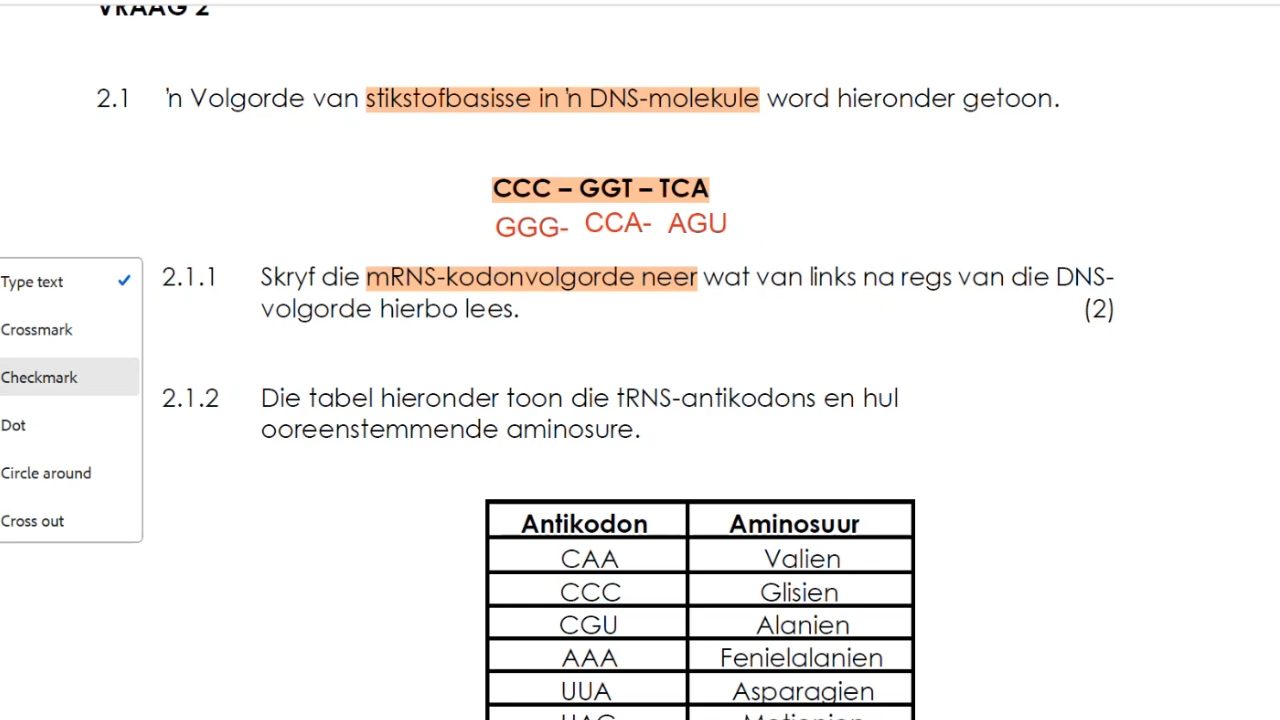 VRAAG 2
2.1 'n Volgorde van stikstofbasisse in 'n DNS-molekule word hieronder getoon.
CCC – GGT – TCA
GGG- CCA- AGU
2.1.1 Skryf die mRNS-kodonvolgorde neer wat van links na regs van die DNS-
volgorde hierbo lees. (2)
2.1.2 Die tabel hieronder toon die tRNS-antikodons en hul
ooreenstemmende aminosure.
Type text
Crossmark
Checkmark
Dot
Circle around
Cross out
Antikodon Aminosuur
CAA Valien
CCC Glisien
CGU Alanien
AAA Fenielalanien
UUA Asparagien